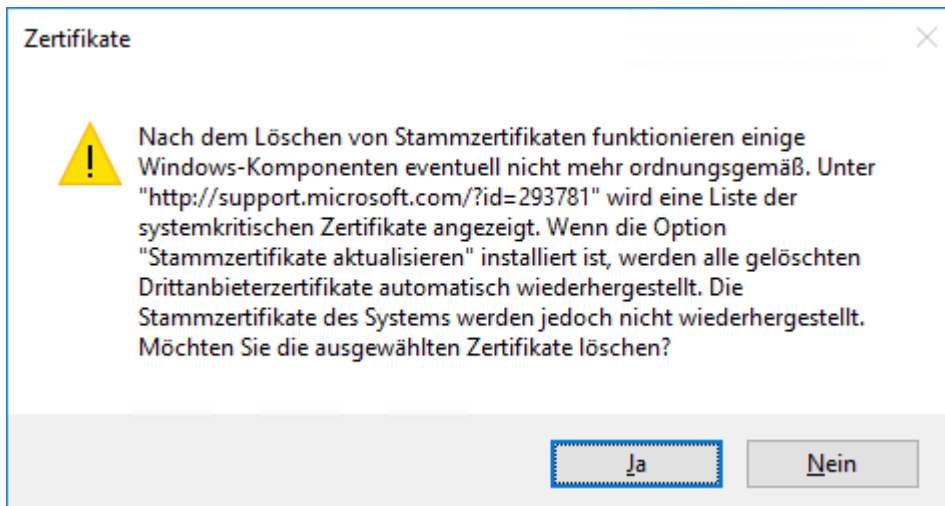 Zertifikate
Nach dem Löschen von Stammzertifikaten funktionieren einige
Windows-Komponenten eventuell nicht mehr ordnungsgemäß. Unter
"http://support.microsoft.com/?id=293781" wird eine Liste der
systemkritischen Zertifikate angezeigt. Wenn die Option
"Stammzertifikate aktualisieren" installiert ist, werden alle gelöschten
Drittanbieterzertifikate automatisch wiederhergestellt. Die
Stammzertifikate des Systems werden jedoch nicht wiederhergestellt.
Möchten Sie die ausgewählten Zertifikate löschen?
Ja Nein